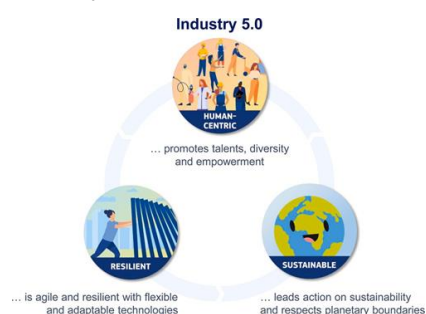 Industry 5.0
HUMAN-
CENTRIC
... promotes talents, diversity
and empowerment
RESILIENT
... is agile and resilient with flexible
and adaptable technologies
SUSTAINABLE
... leads action on sustainability
and respects planetary boundaries